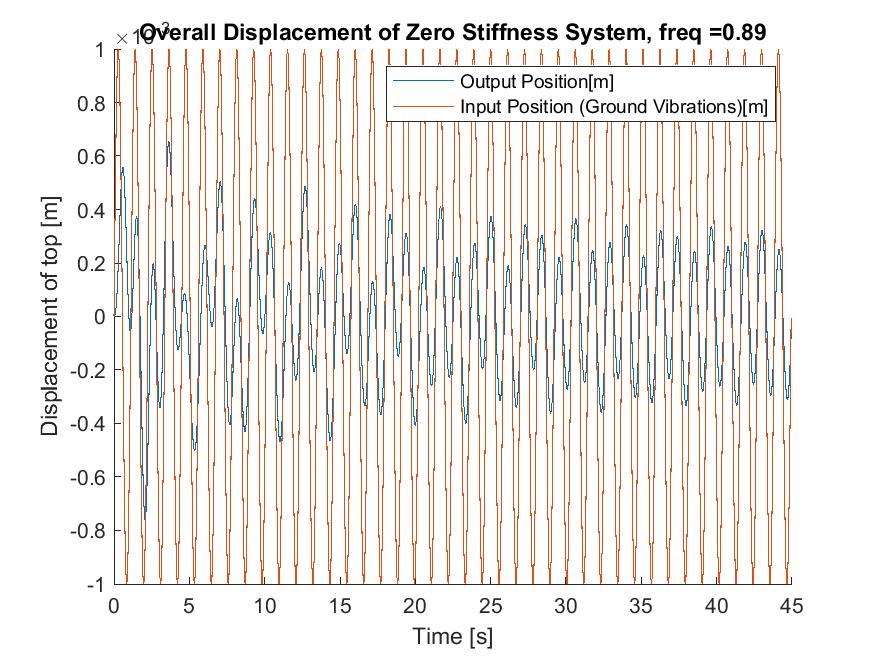 ×10⁻³
Overall Displacement of Zero Stiffness System, freq =0.89
Output Position[m]
Input Position (Ground Vibrations)[m]
Displacement of top [m]
1
0.8
0.6
0.4
0.2
0
-0.2
-0.4
-0.6
-0.8
-1
0 5 10 15 20 25 30 35 40 45
Time [s]